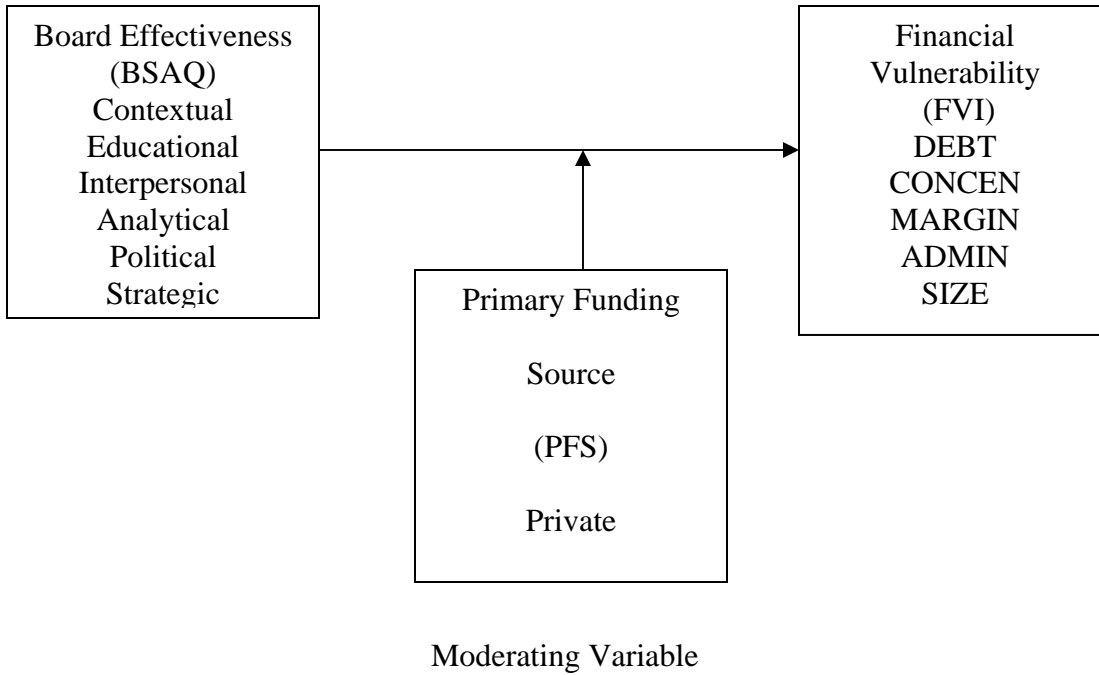 Board Effectiveness
(BSAQ)
Contextual
Educational
Interpersonal
Analytical
Political
Strategic
Financial
Vulnerability
(FVI)
DEBT
CONCEN
MARGIN
ADMIN
SIZE
Primary Funding
Source
(PFS)
Private
Moderating Variable